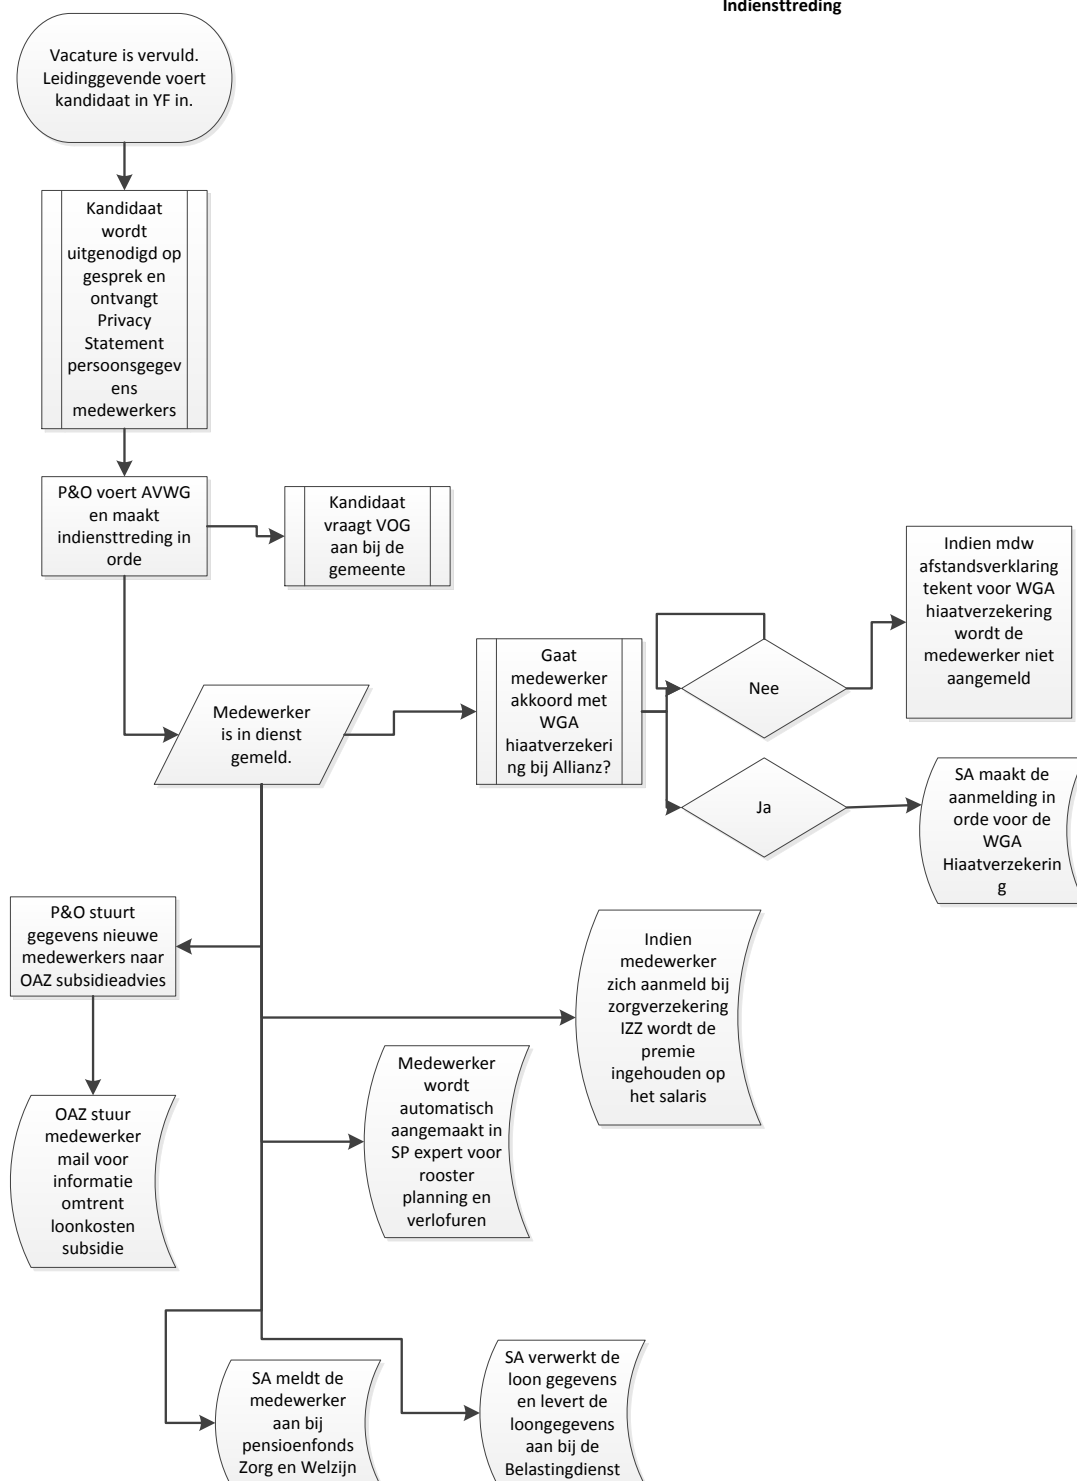 Indiensttreding
Vacature is vervuld.
Leidinggevende voert
kandidaat in YF in.
Kandidaat
wordt
uitgenodigd op
gesprek en
ontvangt
Privacy
Statement
persoonsgegev
ens
medewerkers
P&O voert AVWG
en maakt
indiensttreding in
orde
Kandidaat
vraagt VOG
aan bij de
gemeente
Medewerker
is in dienst
gemeld.
Gaat
medewerker
akkoord met
WGA
hiaatverzekeri
ng bij Allianz?
Nee
Indien mdw
afstandsverklaring
tekent voor WGA
hiaatverzekering
wordt de
medewerker niet
aangemeld
Ja
SA maakt de
aanmelding in
orde voor de
WGA
Hiaatverzekerin
g
P&O stuurt
gegevens nieuwe
medewerkers naar
OAZ subsidieadvies
OAZ stuur
medewerker
mail voor
informatie
omtrent
loonkosten
subsidie
Indien
medewerker
zich aanmeld bij
zorgverzekering
IZZ wordt de
premie
ingehouden op
het salaris
Medewerker
wordt
automatisch
aangemaakt in
SP expert voor
rooster
planning en
verlofuren
SA meldt de
medewerker
aan bij
pensioenfonds
Zorg en Welzijn
SA verwerkt de
loon gegevens
en levert de
loongegevens
aan bij de
Belastingdienst